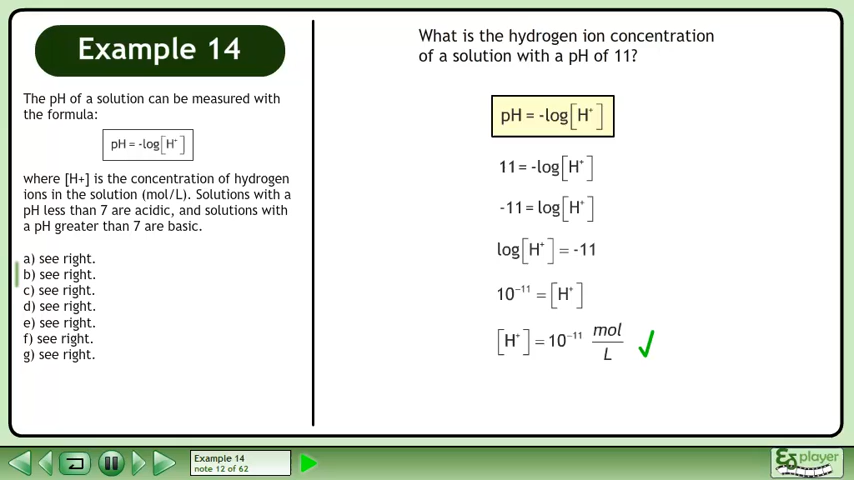 Example 14
The pH of a solution can be measured with
the formula:
pH = -log[H⁺]
where [H+] is the concentration of hydrogen
ions in the solution (mol/L). Solutions with a
pH less than 7 are acidic, and solutions with
a pH greater than 7 are basic.
a) see right.
b) see right.
c) see right.
d) see right.
e) see right.
f) see right.
g) see right.
What is the hydrogen ion concentration
of a solution with a pH of 11?
pH = -log[H⁺]
11 = -log[H⁺]
-11 = log[H⁺]
log[H⁺] = -11
10⁻¹¹ = [H⁺]
[H⁺] = 10⁻¹¹ mol/L
Example 14
note 12 of 62
player